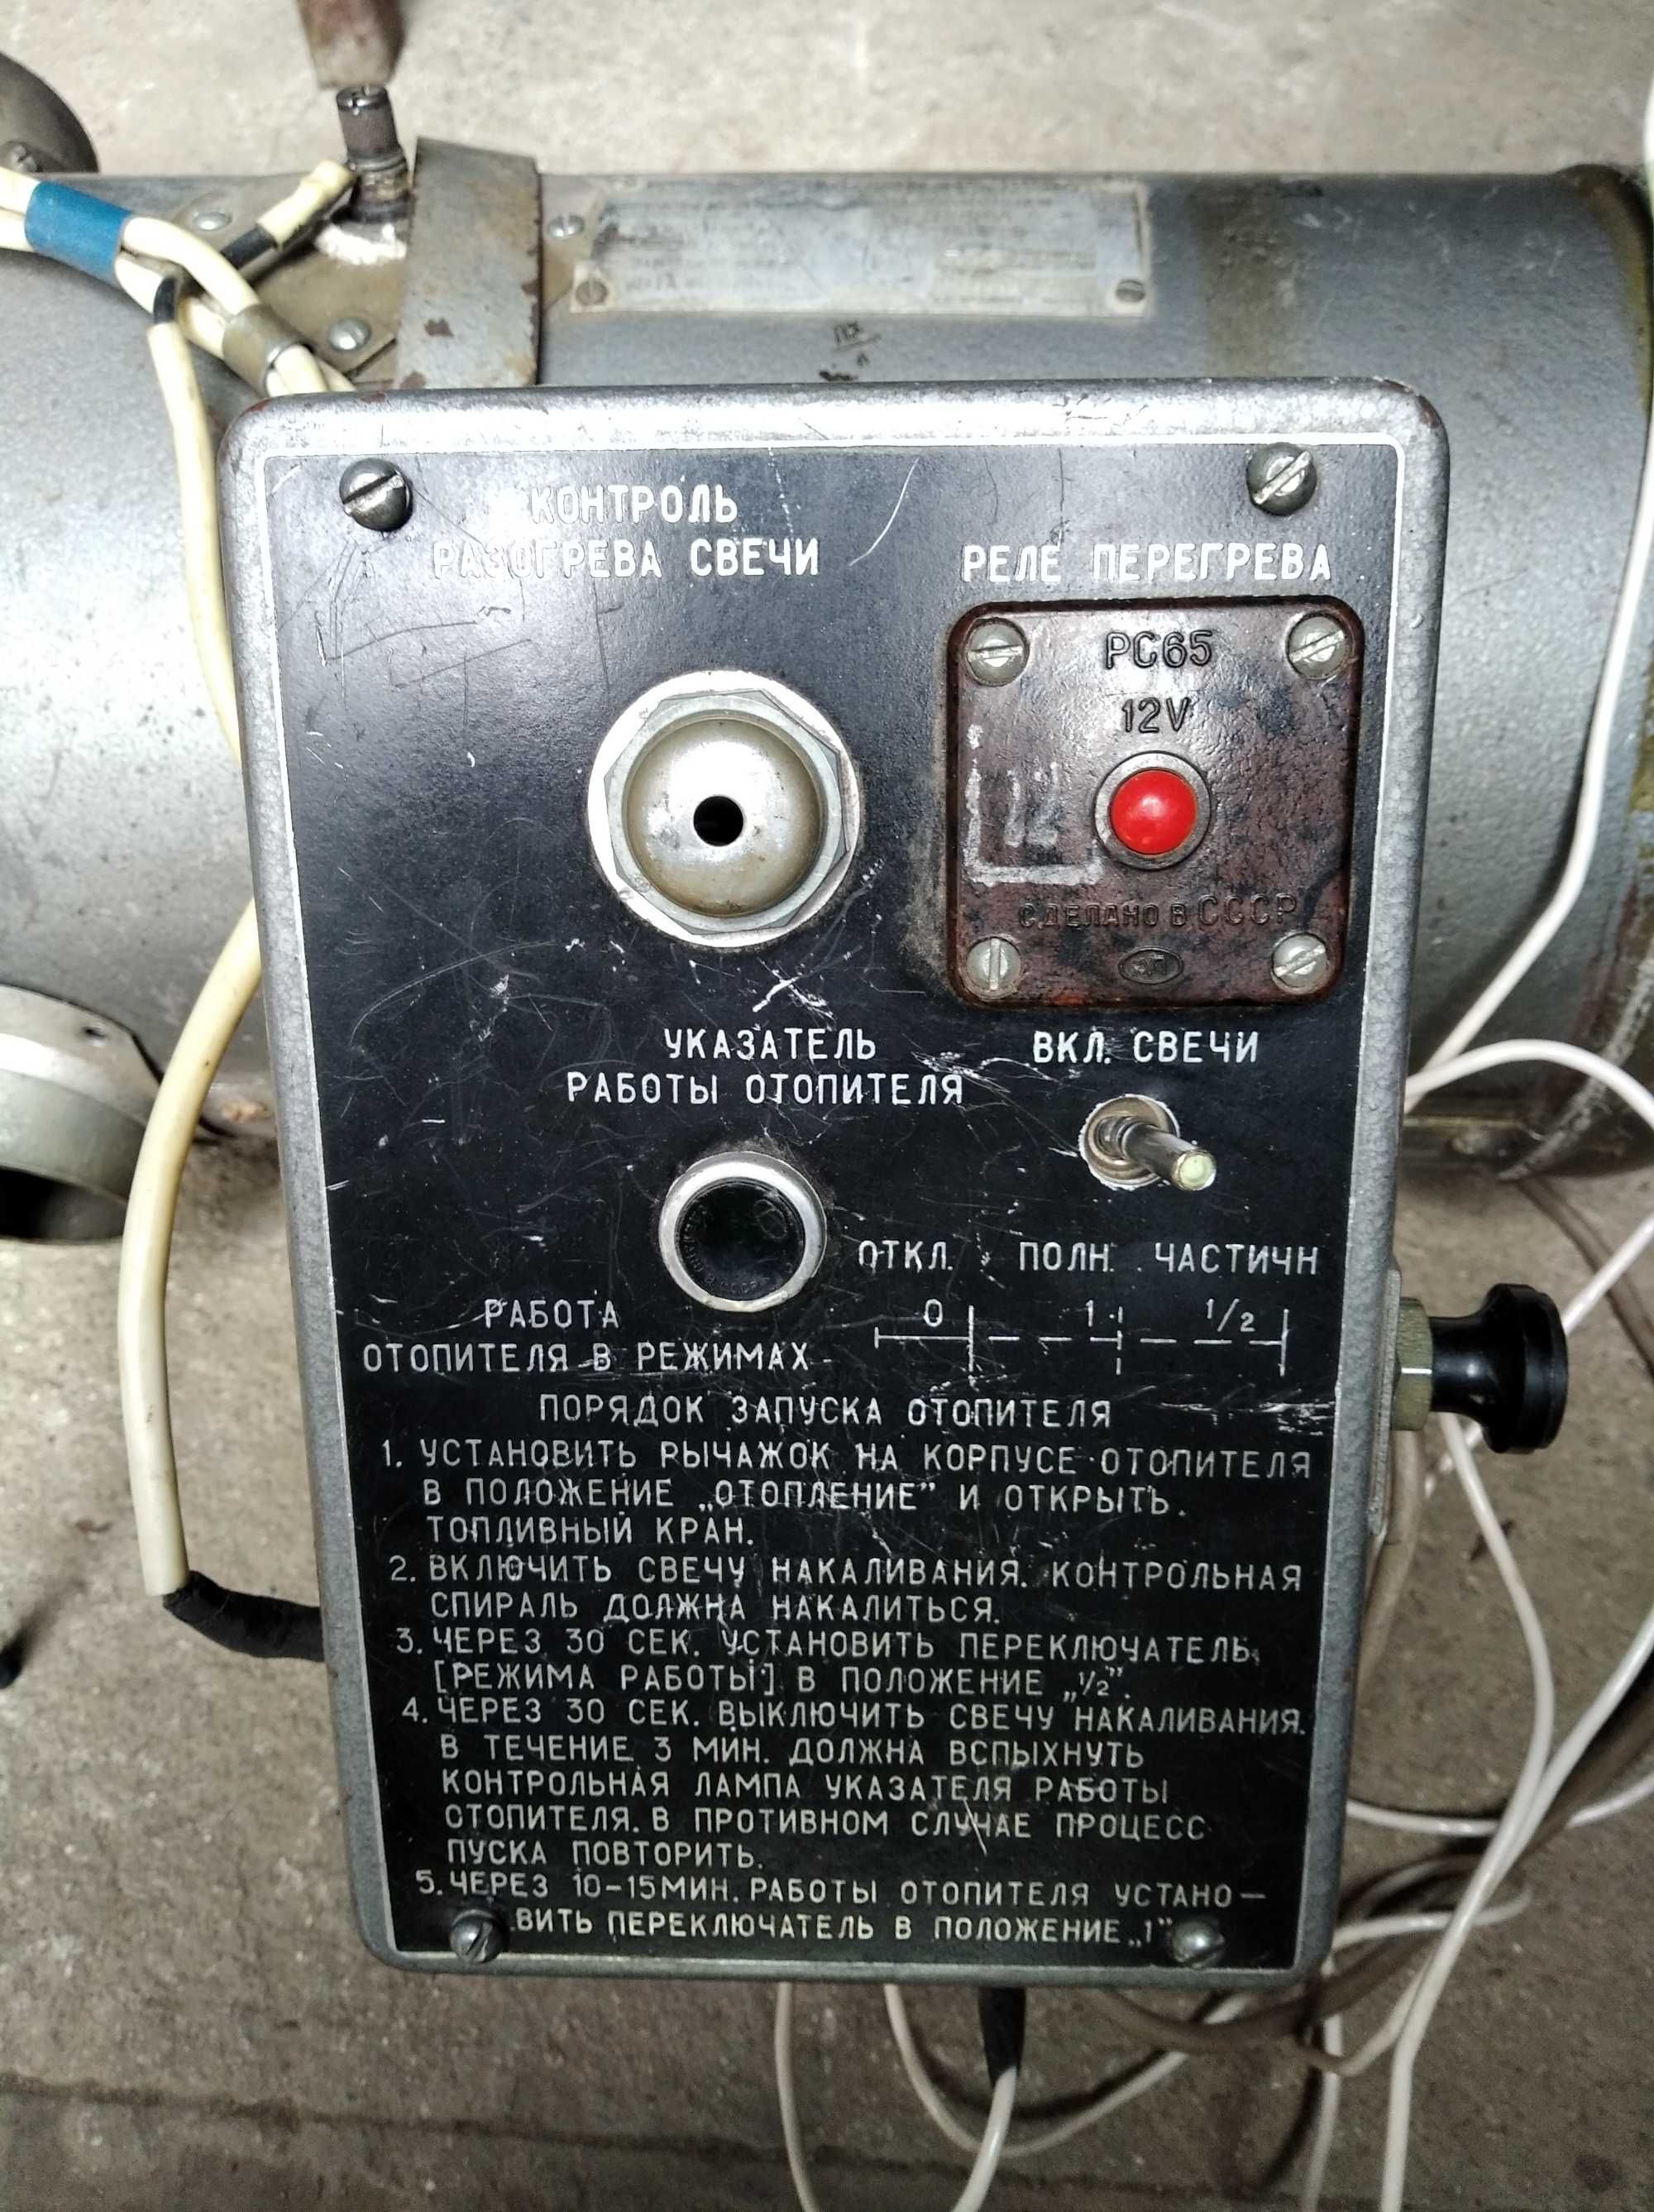 КОНТРОЛЬ
РАЗОГРЕВА СВЕЧИ
РЕЛЕ ПЕРЕГРЕВА
РС65
12V
СДЕЛАНО В СССР
УКАЗАТЕЛЬ
РАБОТЫ ОТОПИТЕЛЯ
ВКЛ. СВЕЧИ
ОТКЛ. ПОЛН. ЧАСТИЧН
0 1 1/2
РАБОТА
ОТОПИТЕЛЯ В РЕЖИМАХ
ПОРЯДОК ЗАПУСКА ОТОПИТЕЛЯ
1. УСТАНОВИТЬ РЫЧАЖОК НА КОРПУСЕ ОТОПИТЕЛЯ
В ПОЛОЖЕНИЕ „ОТОПЛЕНИЕ” И ОТКРЫТЬ
ТОПЛИВНЫЙ КРАН.
2. ВКЛЮЧИТЬ СВЕЧУ НАКАЛИВАНИЯ. КОНТРОЛЬНАЯ
СПИРАЛЬ ДОЛЖНА НАКАЛИТЬСЯ.
3. ЧЕРЕЗ 30 СЕК. УСТАНОВИТЬ ПЕРЕКЛЮЧАТЕЛЬ
[РЕЖИМА РАБОТЫ] В ПОЛОЖЕНИЕ „1/2”.
4. ЧЕРЕЗ 30 СЕК. ВЫКЛЮЧИТЬ СВЕЧУ НАКАЛИВАНИЯ.
В ТЕЧЕНИЕ 3 МИН. ДОЛЖНА ВСПЫХНУТЬ
КОНТРОЛЬНАЯ ЛАМПА УКАЗАТЕЛЯ РАБОТЫ
ОТОПИТЕЛЯ. В ПРОТИВНОМ СЛУЧАЕ ПРОЦЕСС
ПУСКА ПОВТОРИТЬ.
5. ЧЕРЕЗ 10-15 МИН. РАБОТЫ ОТОПИТЕЛЯ УСТАНО-
ВИТЬ ПЕРЕКЛЮЧАТЕЛЬ В ПОЛОЖЕНИЕ „1”